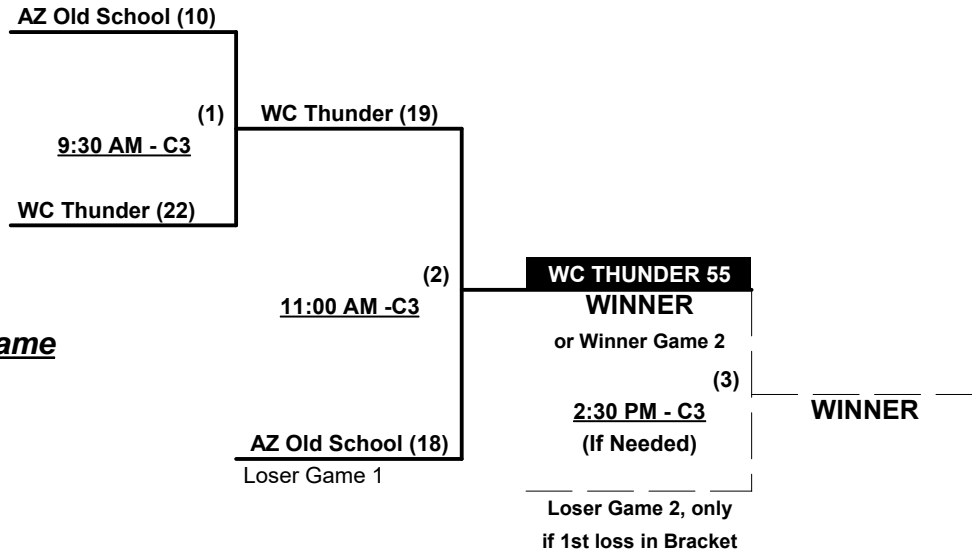 AZ Old School (10)
(1)
WC Thunder (19)
9:30 AM - C3
WC Thunder (22)
(2)
WC THUNDER 55
11:00 AM -C3
WINNER
or Winner Game 2
ame
(3)
2:30 PM - C3
WINNER
(If Needed)
AZ Old School (18)
Loser Game 1
Loser Game 2, only
if 1st loss in Bracket